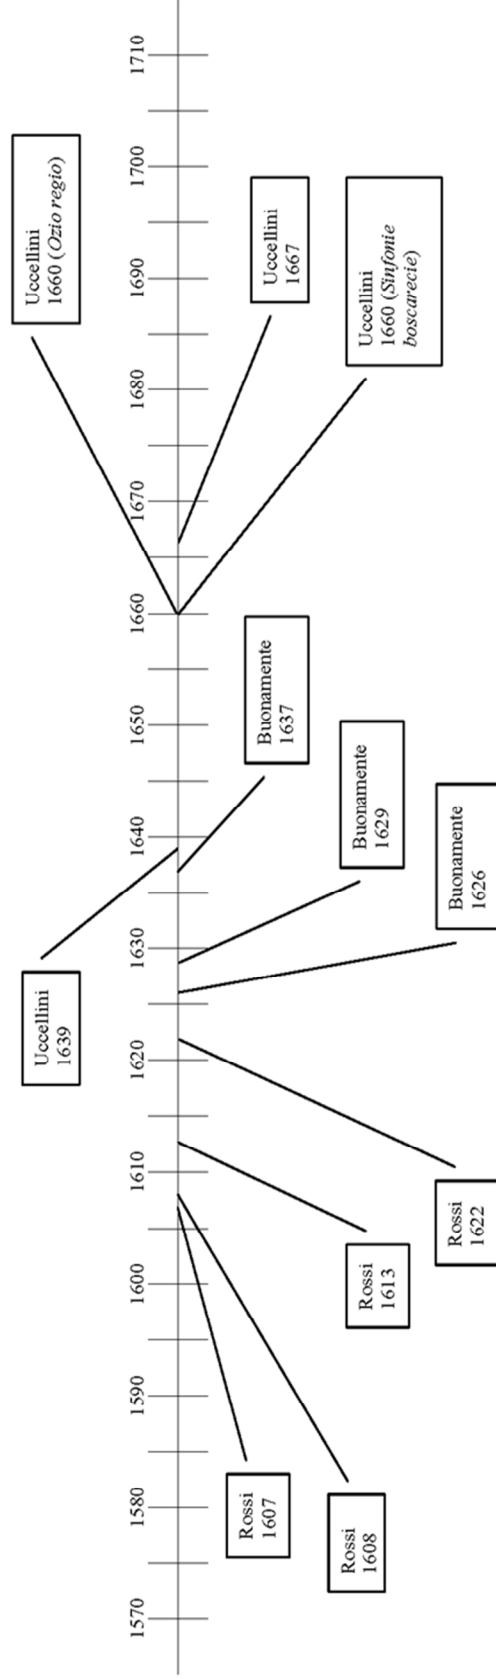 Uccellini
1660 (Ozio regio)
Uccellini
1639
1570
1580
1590
1600
1610
1620
1630
1640
1650
1660
1670
1680
1690
1700
1710
Rossi
1607
Rossi
1608
Rossi
1613
Rossi
1622
Buonamente
1626
Buonamente
1629
Buonamente
1637
Uccellini
1667
Uccellini
1660 (Sinfonie
boscarecie)